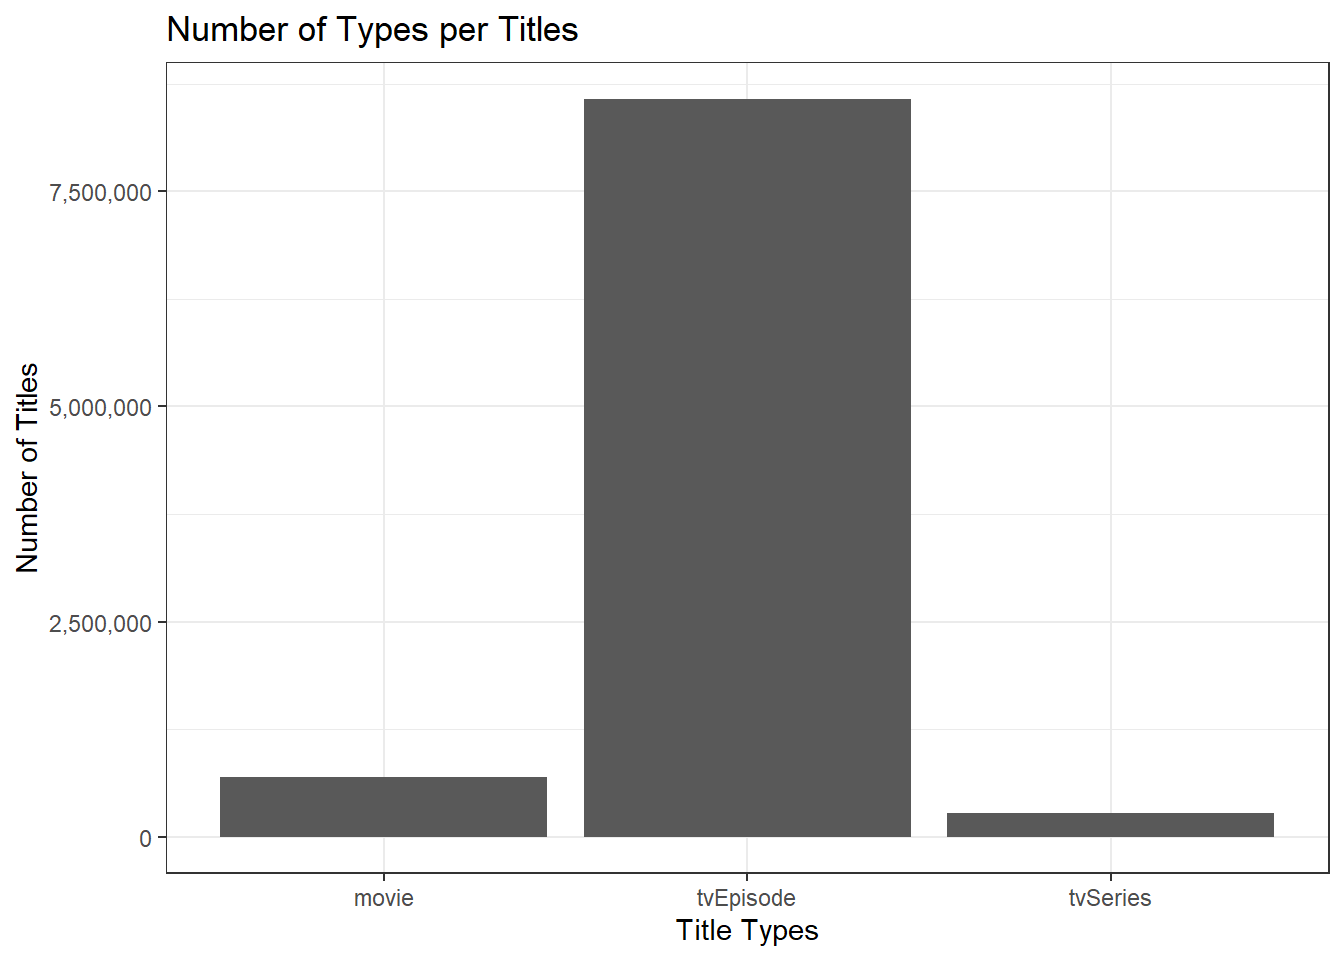 Number of Types per Titles
Number of Titles
7,500,000
5,000,000
2,500,000
0
movie tvEpisode tvSeries
Title Types